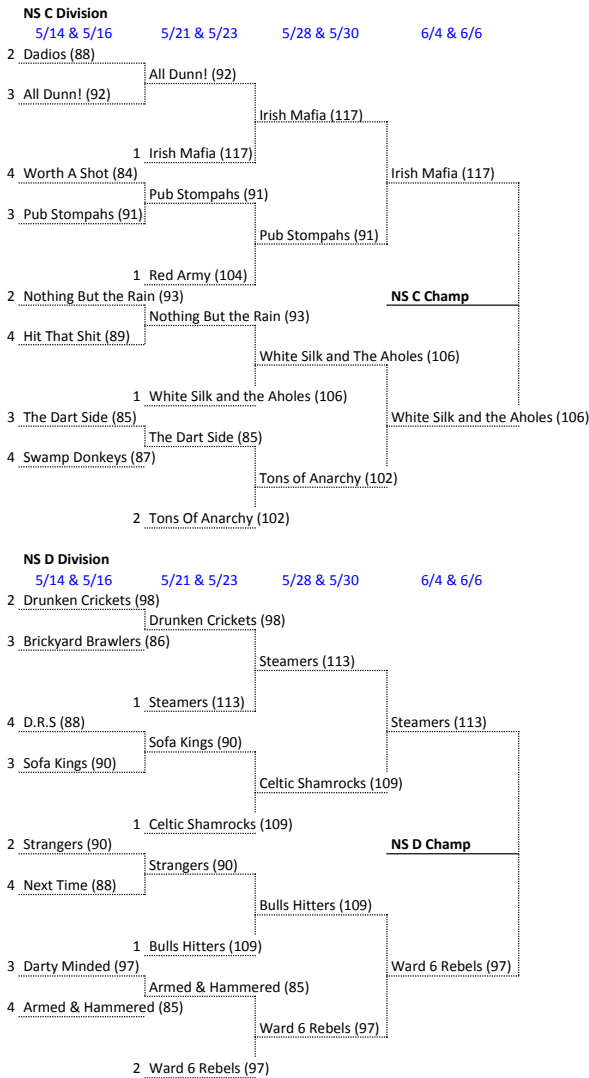 NS C Division
5/14 & 5/16 5/21 & 5/23 5/28 & 5/30 6/4 & 6/6
2 Dadios (88)
All Dunn! (92)
3 All Dunn! (92)
Irish Mafia (117)
1 Irish Mafia (117)
4 Worth A Shot (84) Irish Mafia (117)
Pub Stompahs (91)
3 Pub Stompahs (91)
Pub Stompahs (91)
1 Red Army (104)
2 Nothing But the Rain (93) NS C Champ
Nothing But the Rain (93)
4 Hit That Shit (89)
White Silk and The Aholes (106)
1 White Silk and the Aholes (106)
3 The Dart Side (85) White Silk and the Aholes (106)
The Dart Side (85)
4 Swamp Donkeys (87)
Tons of Anarchy (102)
2 Tons Of Anarchy (102)
NS D Division
5/14 & 5/16 5/21 & 5/23 5/28 & 5/30 6/4 & 6/6
2 Drunken Crickets (98)
Drunken Crickets (98)
3 Brickyard Brawlers (86)
Steamers (113)
1 Steamers (113)
4 D.R.S (88) Steamers (113)
Sofa Kings (90)
3 Sofa Kings (90)
Celtic Shamrocks (109)
1 Celtic Shamrocks (109)
2 Strangers (90) NS D Champ
Strangers (90)
4 Next Time (88)
Bulls Hitters (109)
1 Bulls Hitters (109)
3 Darty Minded (97) Ward 6 Rebels (97)
Armed & Hammered (85)
4 Armed & Hammered (85)
Ward 6 Rebels (97)
2 Ward 6 Rebels (97)